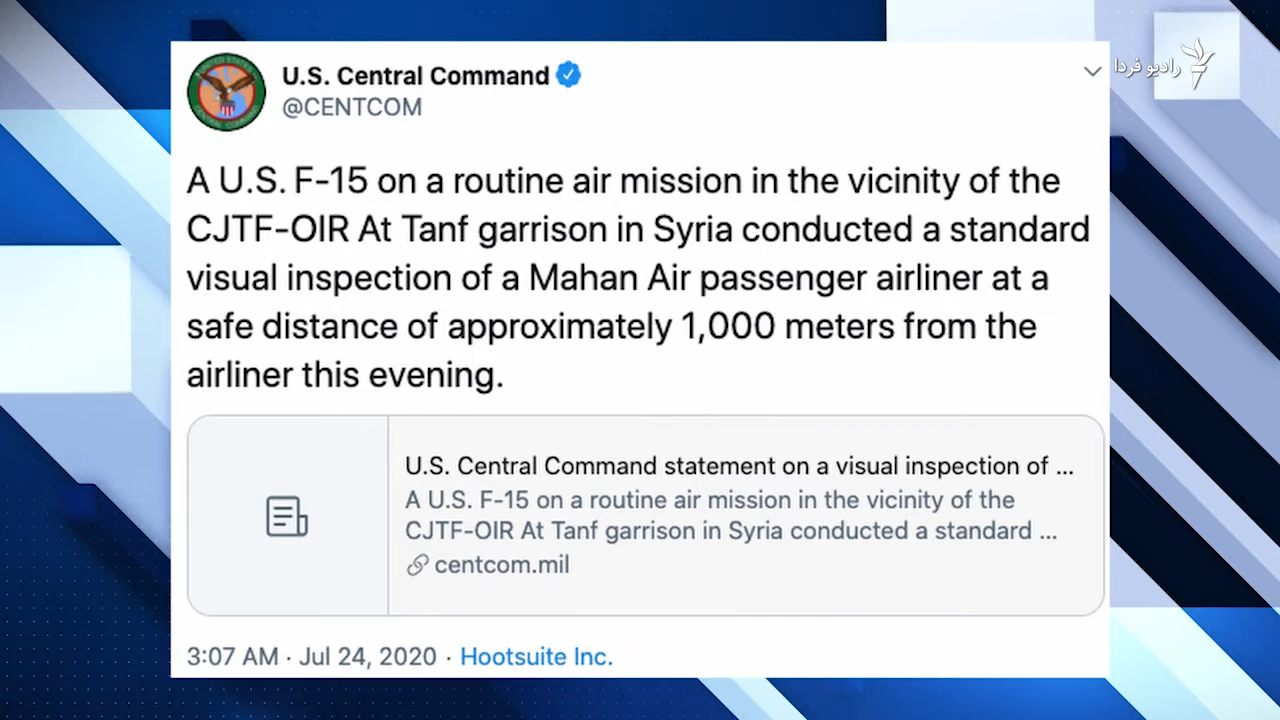 U.S. Central Command
@CENTCOM
رادیو فردا
A U.S. F-15 on a routine air mission in the vicinity of the
CJTF-OIR At Tanf garrison in Syria conducted a standard
visual inspection of a Mahan Air passenger airliner at a
safe distance of approximately 1,000 meters from the
airliner this evening.
U.S. Central Command statement on a visual inspection of ...
A U.S. F-15 on a routine air mission in the vicinity of the
CJTF-OIR At Tanf garrison in Syria conducted a standard ...
centcom.mil
3:07 AM · Jul 24, 2020 · Hootsuite Inc.